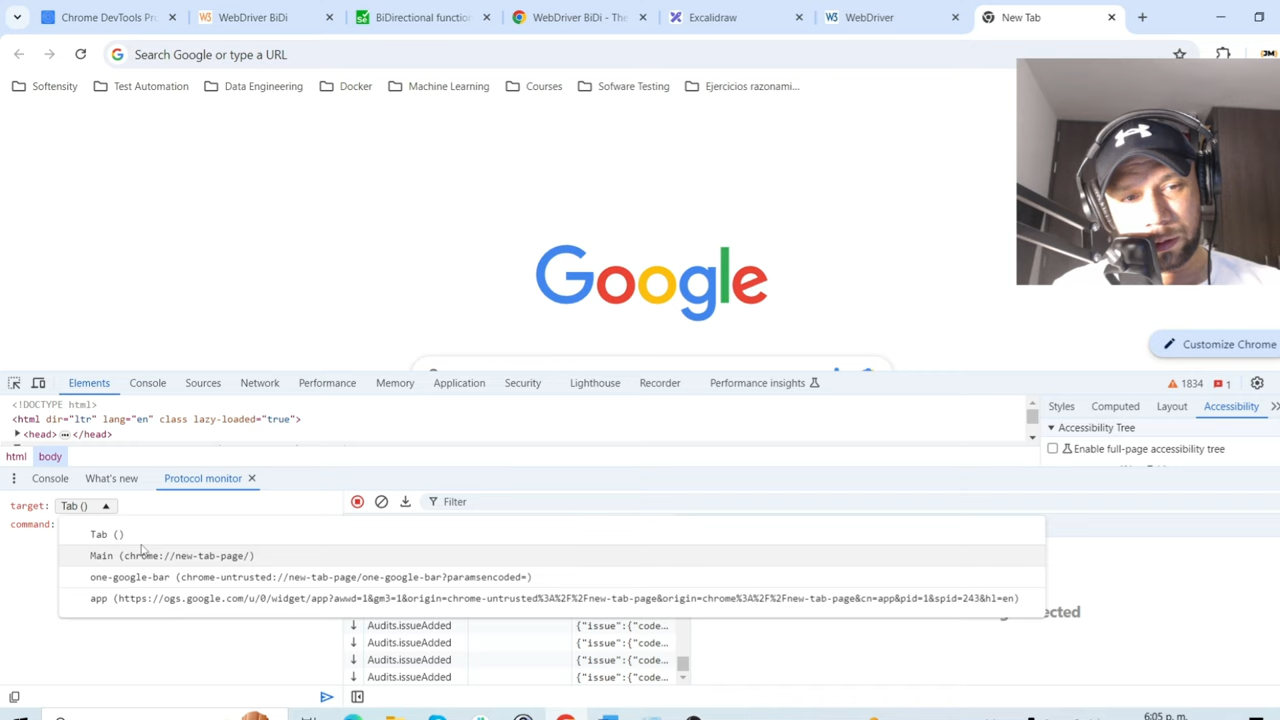 Chrome DevTools Pr
WebDriver BiDi
BiDirectional function
WebDriver BiDi - The
Excalidraw
WebDriver
New Tab
Search Google or type a URL
Softensity
Test Automation
Data Engineering
Docker
Machine Learning
Courses
Sofware Testing
Ejercicios razonami...
Google
Customize Chrome
Elements Console Sources Network Performance Memory Application Security Lighthouse Recorder Performance insights
1834 1
<!DOCTYPE html>
<html dir="ltr" lang="en" class lazy-loaded="true">
<head> ••• </head>
html body
Styles Computed Layout Accessibility
Accessibility Tree
Enable full-page accessibility tree
Console What's new Protocol monitor
target: Tab ()
Filter
command:
Tab ()
Main (chrome://new-tab-page/)
one-google-bar (chrome-untrusted://new-tab-page/one-google-bar?paramsencoded=)
app (https://ogs.google.com/u/0/widget/app?awwd=1&gm3=1&origin=chrome-untrusted%3A%2F%2Fnew-tab-page&origin=chrome%3A%2F%2Fnew-tab-page&cn=app&pid=1&spid=243&hl=en)
Audits.issueAdded {"issue":{"code...
Audits.issueAdded {"issue":{"code...
Audits.issueAdded {"issue":{"code...
Audits.issueAdded {"issue":{"code...
6:05 p. m.